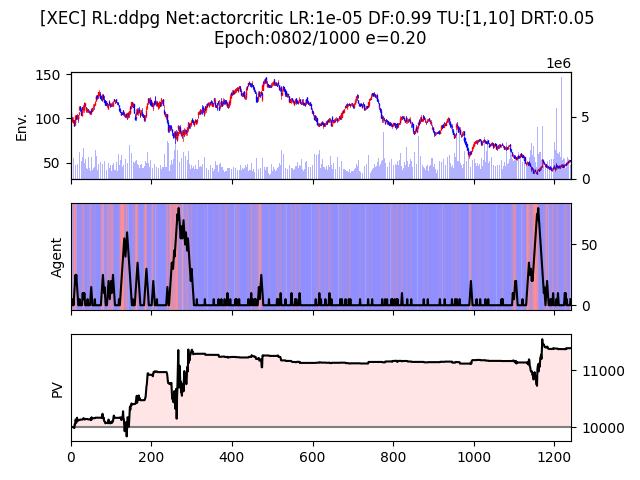 [XEC] RL:ddpg Net:actorcritic LR:1e-05 DF:0.99 TU:[1,10] DRT:0.05
Epoch:0802/1000 e=0.20
1e6
150
100
50
Env.
5
0
Agent
50
0
PV
11000
10000
0
200
400
600
800
1000
1200